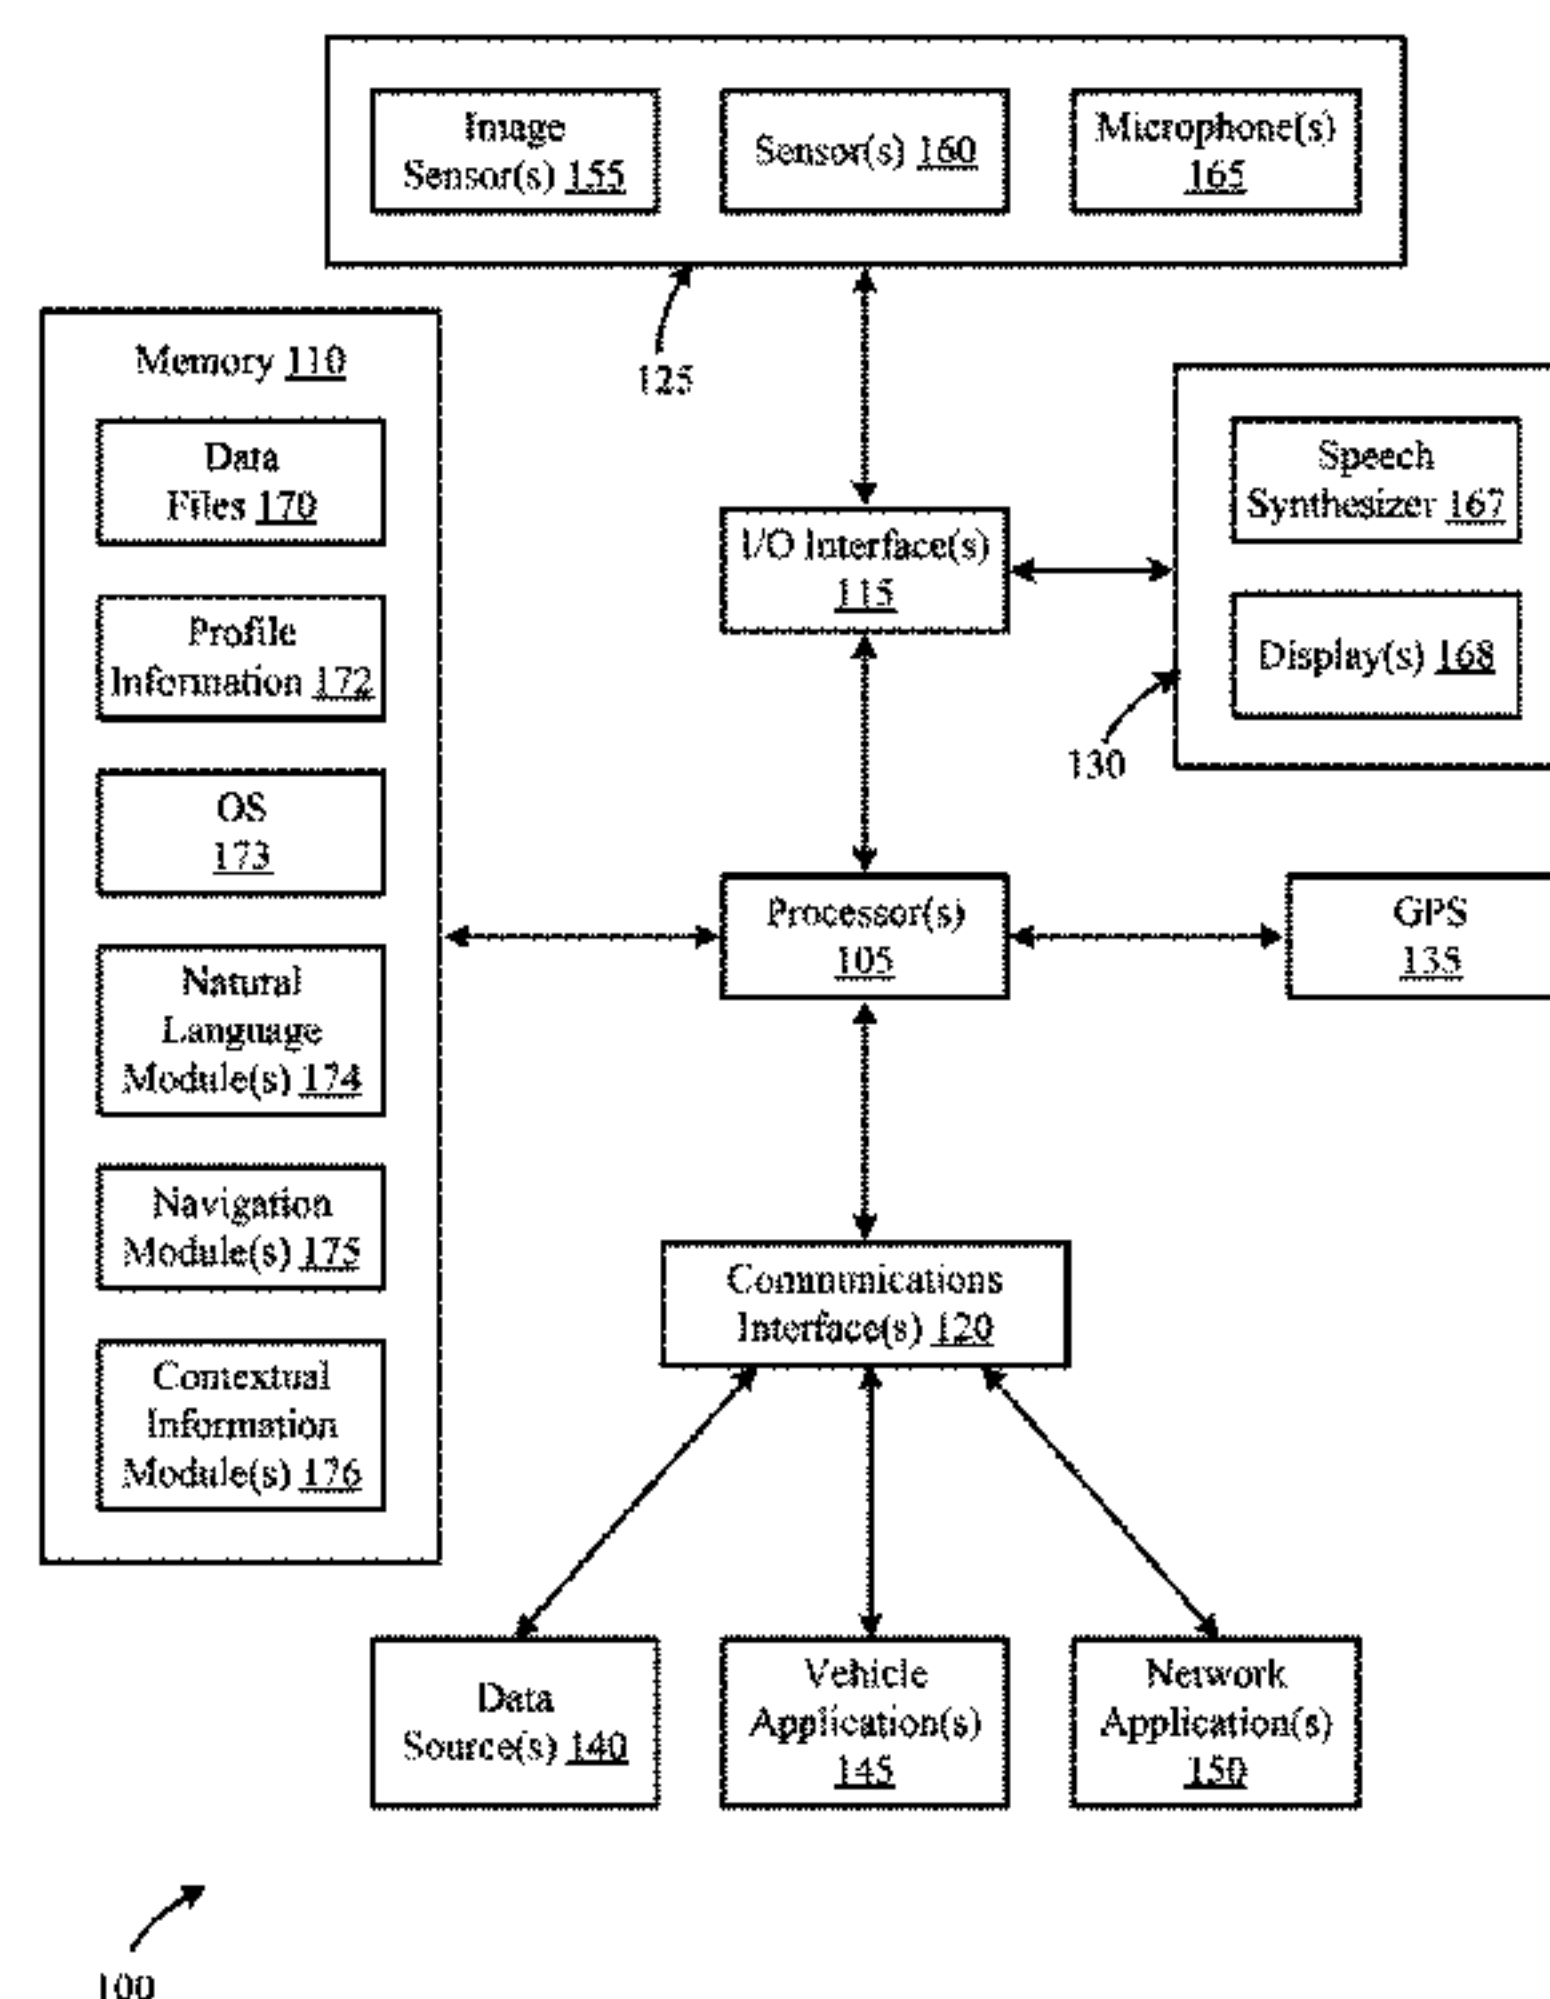 Image
Sensor(s) 155
Sensor(s) 160
Microphone(s)
165
125
Memory 110
Data
Files 170
Profile
Information 172
OS
173
Natural
Language
Module(s) 174
Navigation
Module(s) 175
Contextual
Information
Module(s) 176
I/O Interface(s)
115
Speech
Synthesizer 167
Display(s) 168
130
Processor(s)
105
GPS
135
Communications
Interface(s) 120
Data
Source(s) 140
Vehicle
Application(s)
145
Network
Application(s)
150
100